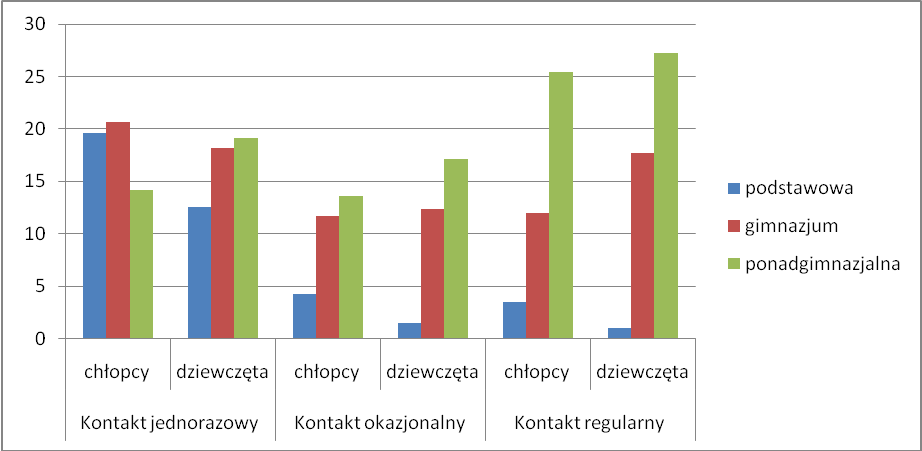 30
25
20
15
10
5
0
chłopcy dziewczęta chłopcy dziewczęta chłopcy dziewczęta
Kontakt jednorazowy Kontakt okazjonalny Kontakt regularny
podstawowa
gimnazjum
ponadgimnazjalna